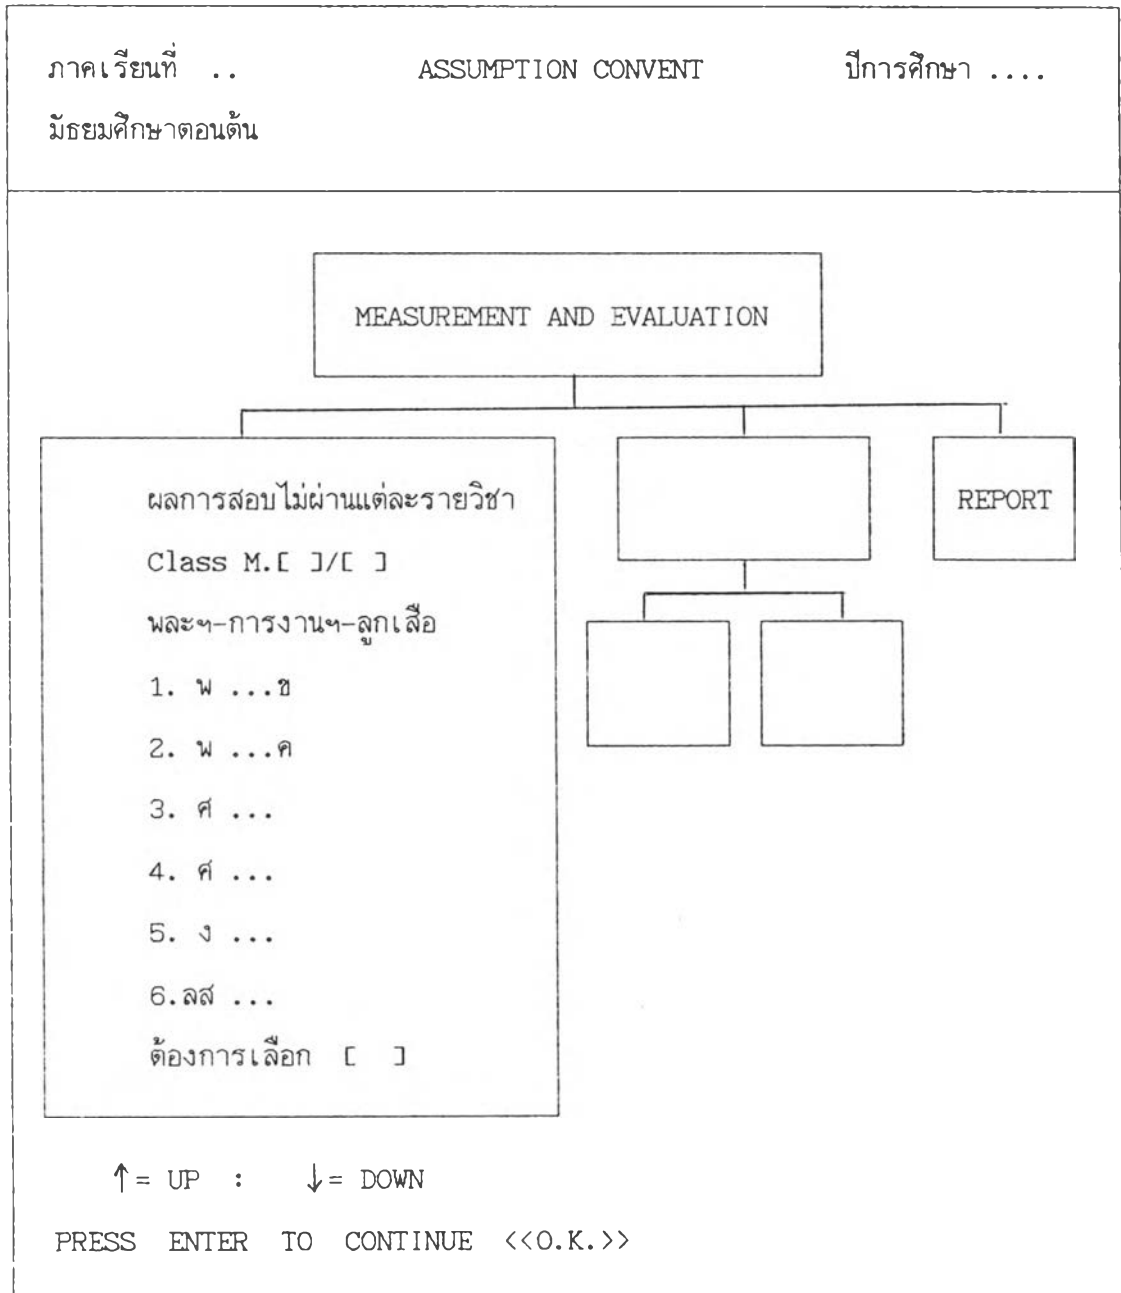 ภาคเรียนที่ .. ASSUMPTION CONVENT ปีการศึกษา ....
มัธยมศึกษาตอนต้น
MEASUREMENT AND EVALUATION
ผลการสอบไม่ผ่านแต่ละรายวิชา
Class M.[ ]/[ ]
พละฯ-การงานฯ-ลูกเสือ
1. พ ...ข
2. พ ...ค
3. ศ ...
4. ศ ...
5. ง ...
6.ลส ...
ต้องการเลือก [ ]
REPORT
↑= UP : ↓= DOWN
PRESS ENTER TO CONTINUE <<O.K.>>